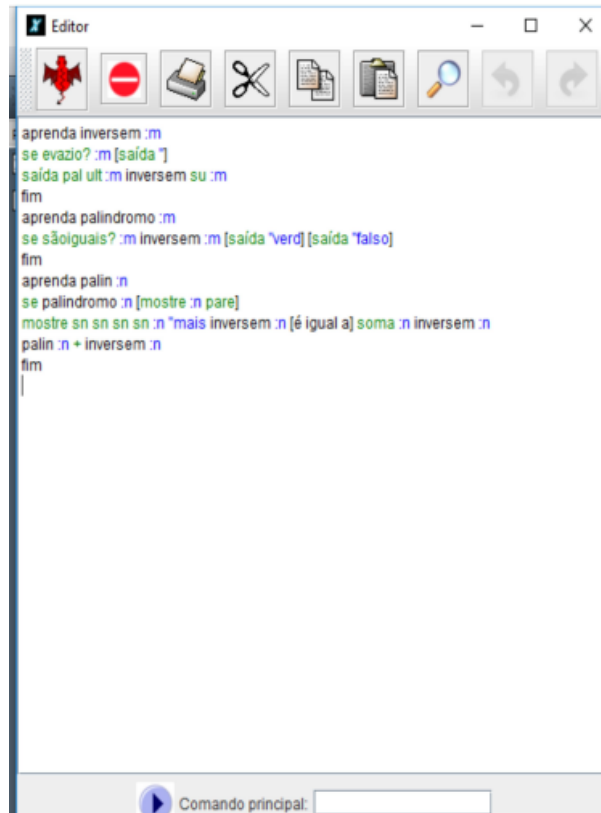 Editor
aprenda inversem :m
se evazio? :m [saída "]
saída pal ult :m inversem su :m
fim
aprenda palindromo :m
se sãoiguais? :m inversem :m [saída "verd] [saída "falso]
fim
aprenda palin :n
se palindromo :n [mostre :n pare]
mostre sn sn sn sn :n "mais inversem :n [é igual a] soma :n inversem :n
palin :n + inversem :n
fim
Comando principal: